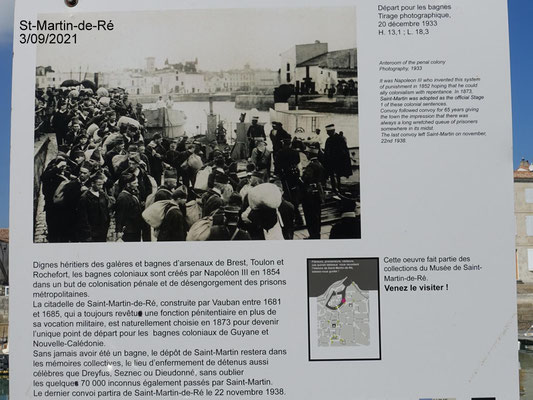 St-Martin-de-Ré
3/09/2021
Départ pour les bagnes
Tirage photographique,
20 décembre 1933
H. 13,1 ; L. 18,3
Anteroom of the penal colony
Photography, 1933
It was Napoleon III who invented this system
of punishment in 1852 hoping that he could
ally colonialism with repentance. In 1873,
Saint-Martin was adopted as the official Stage
1 of these colonial sentences.
Convoy followed convoy for 65 years giving
the town the impression that there was
always a long wretched queue of prisoners
somewhere in its midst.
The last convoy left Saint-Martin on november,
22nd 1938.
Dignes héritiers des galères et bagnes d'arsenaux de Brest, Toulon et
Rochefort, les bagnes coloniaux sont créés par Napoléon III en 1854
dans un but de colonisation pénale et de désengorgement des prisons
métropolitaines.
La citadelle de Saint-Martin-de-Ré, construite par Vauban entre 1681
et 1685, qui a toujours revêtue une fonction pénitentiaire en plus de
sa vocation militaire, est naturellement choisie en 1873 pour devenir
l'unique point de départ pour les bagnes coloniaux de Guyane et
Nouvelle-Calédonie.
Sans jamais avoir été un bagne, le dépôt de Saint-Martin restera dans
les mémoires collectives, le lieu d'enfermement de détenus aussi
célèbres que Dreyfus, Seznec ou Dieudonné, sans oublier
les quelques 70 000 inconnus également passés par Saint-Martin.
Le dernier convoi partira de Saint-Martin-de-Ré le 22 novembre 1938.
Cette oeuvre fait partie des
collections du Musée de Saint-
Martin-de-Ré.
Venez le visiter !